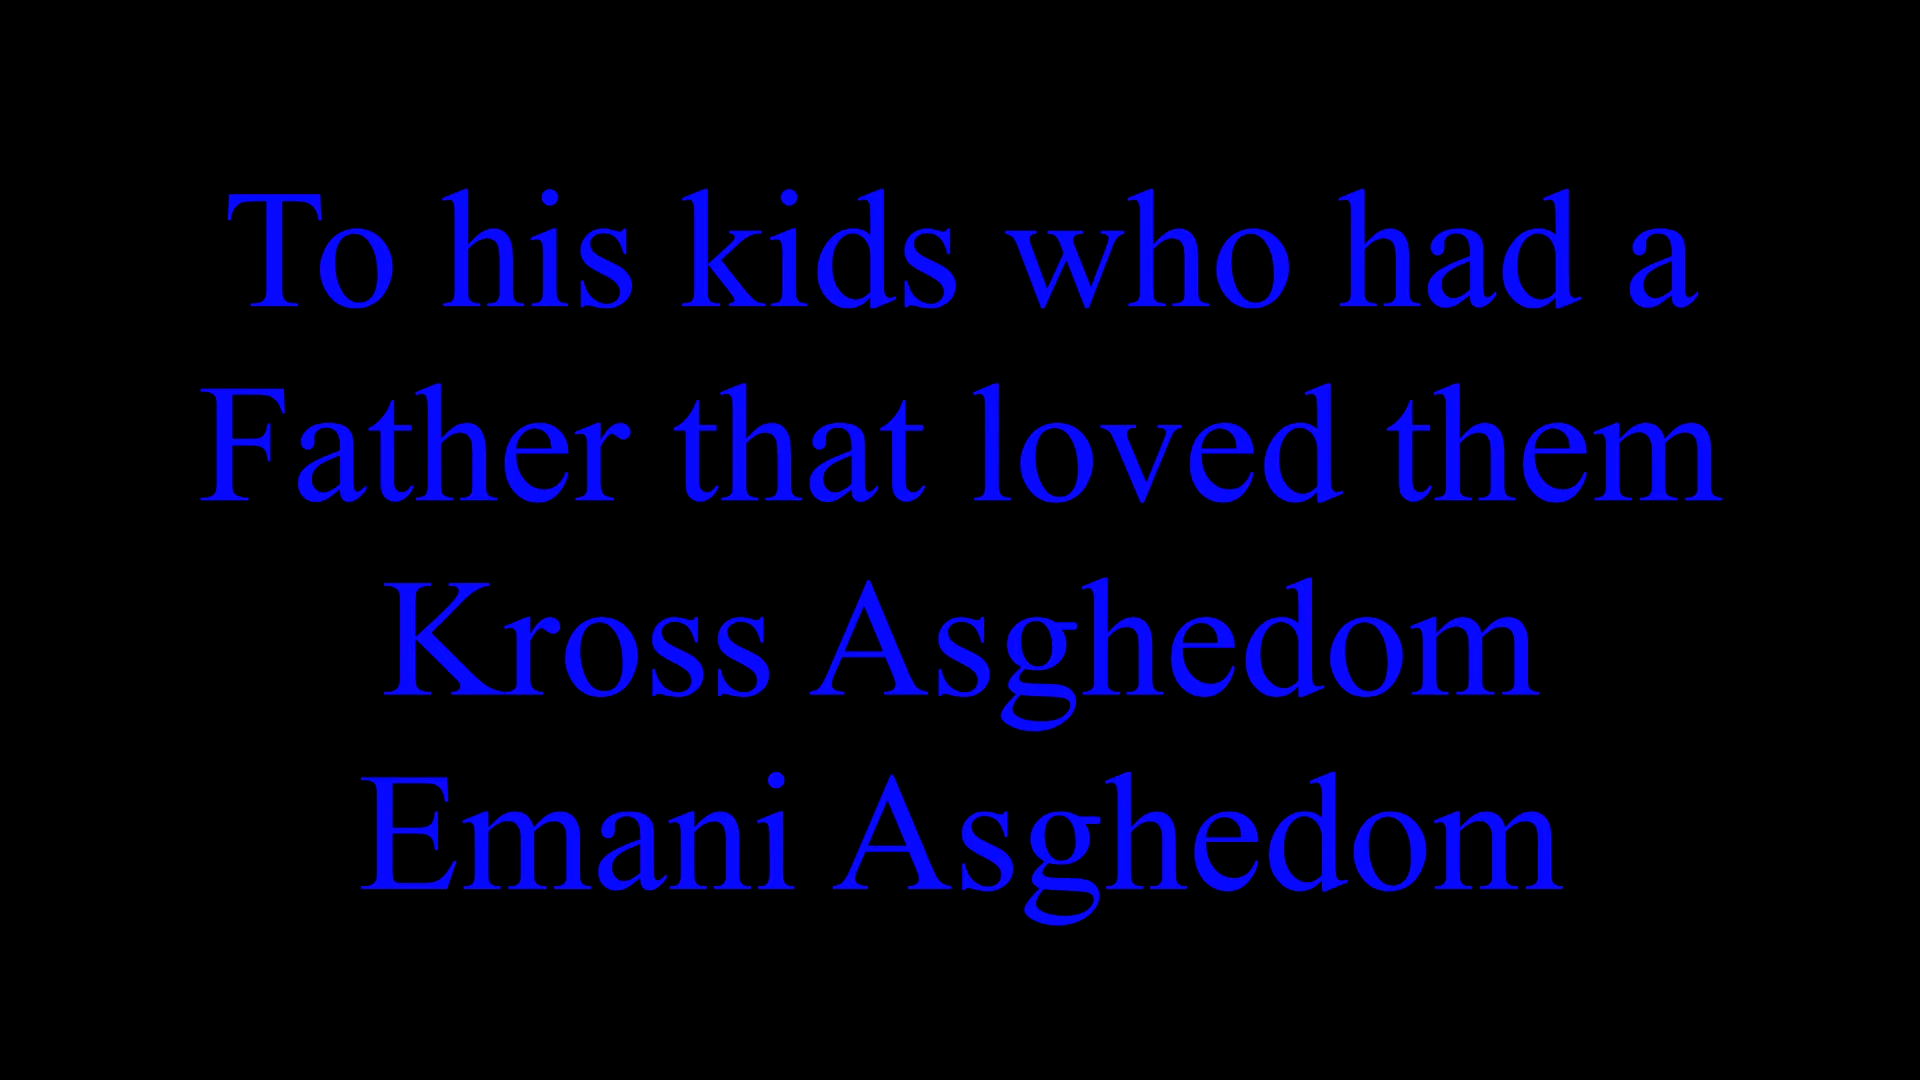 To his kids who had a
Father that loved them
Kross Asghedom
Emani Asghedom